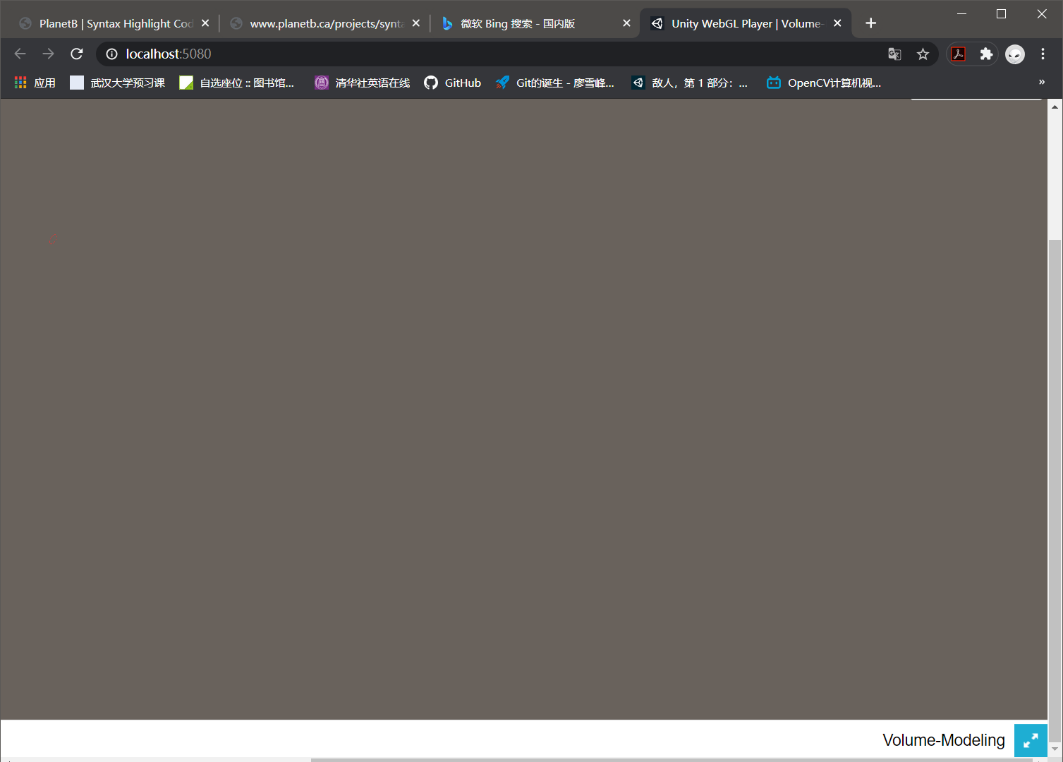 PlanetB | Syntax Highlight Cod
www.planetb.ca/projects/synta
微软 Bing 搜索 - 国内版
Unity WebGL Player | Volume-
localhost:5080
应用
武汉大学预习课
自选座位 :: 图书馆...
清华社英语在线
GitHub
Git的诞生 - 廖雪峰...
敌人，第 1 部分：...
OpenCV计算机视...
»
Volume-Modeling